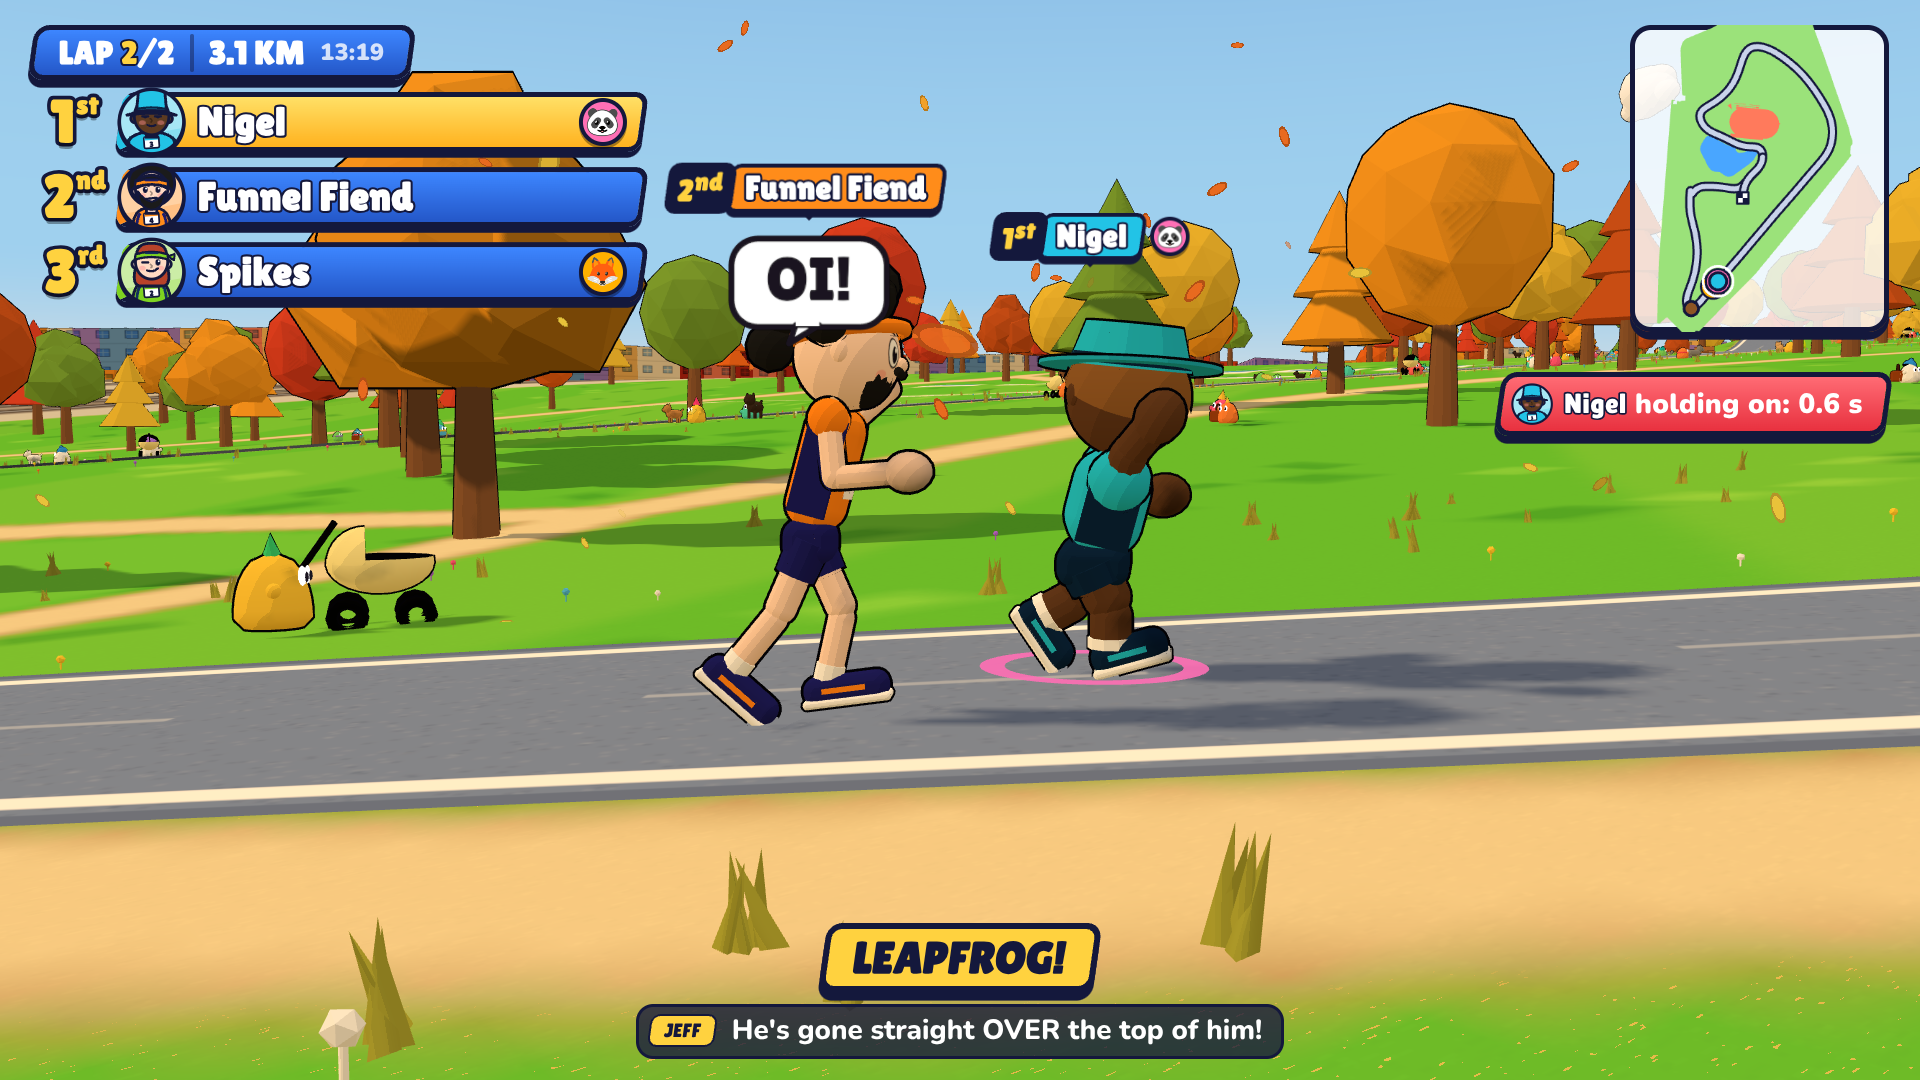 LAP 2/2 3.1 KM 13:19
1st Nigel
2nd Funnel Fiend
3rd Spikes
2nd Funnel Fiend
OI!
1st Nigel
Nigel holding on: 0.6 s
LEAPFROG!
JEFF He's gone straight OVER the top of him!